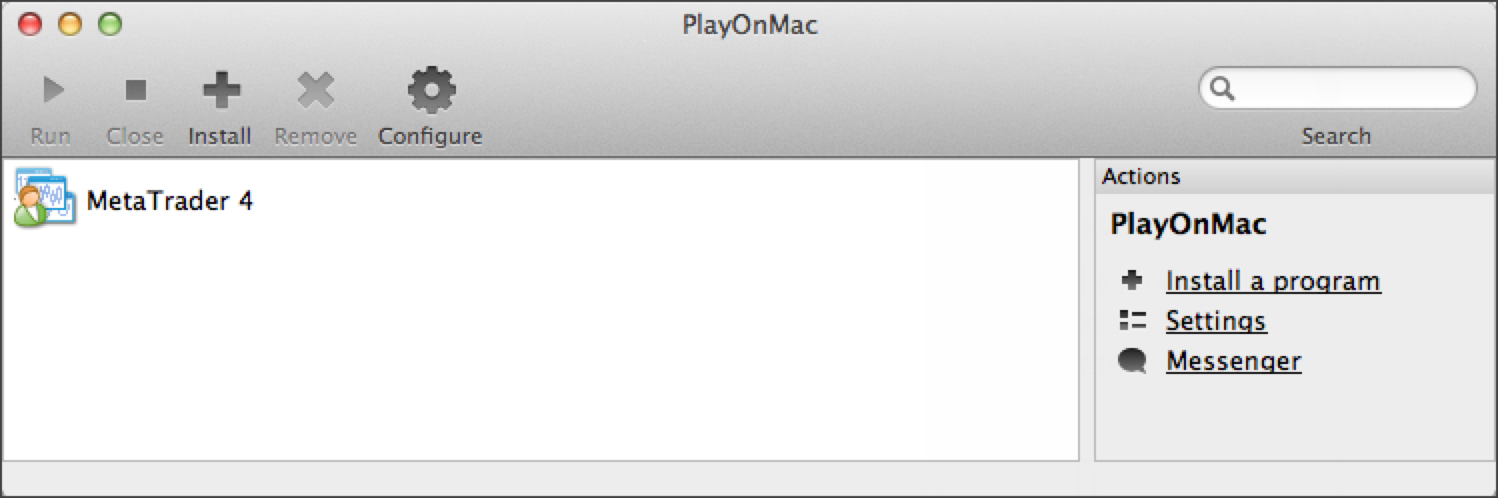 PlayOnMac
Run Close Install Remove Configure
Search
MetaTrader 4
Actions
PlayOnMac
Install a program
Settings
Messenger